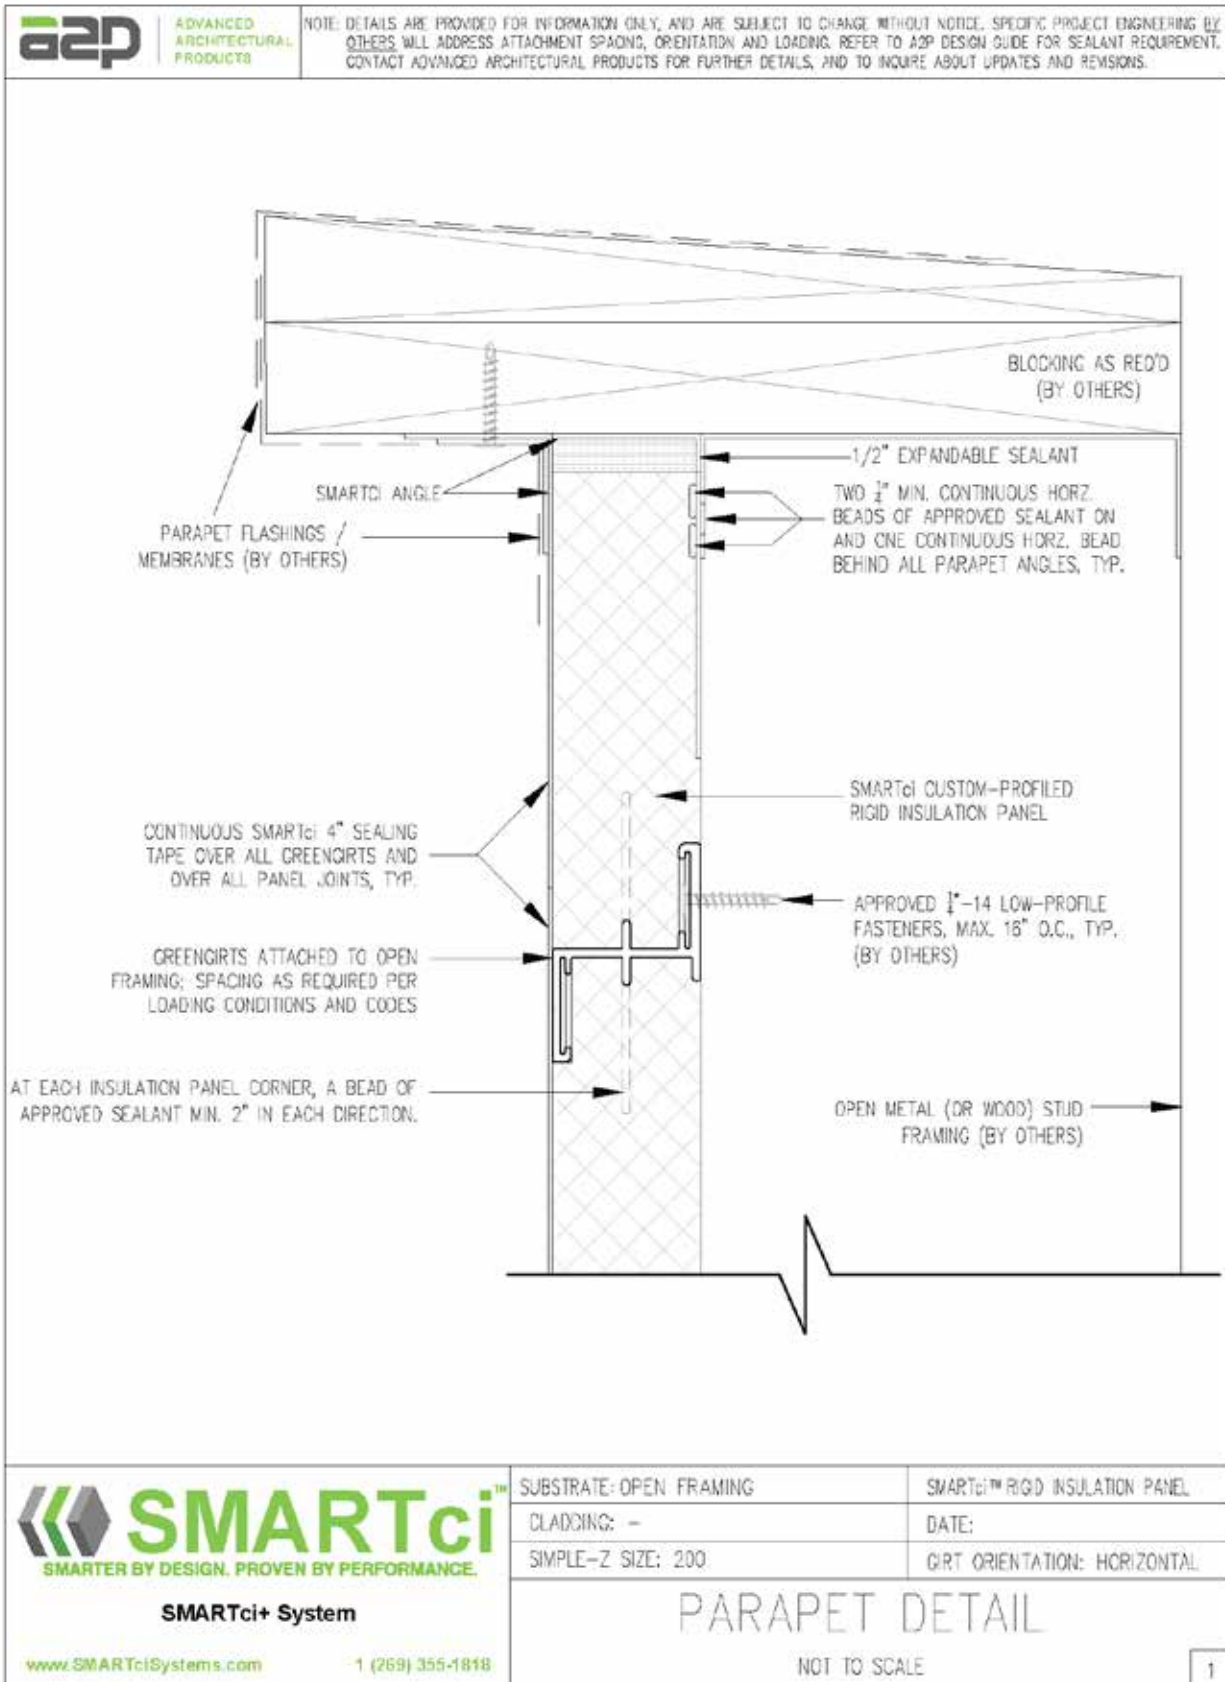 a2p
ADVANCED
ARCHITECTURAL
PRODUCTS
NOTE: DETAILS ARE PROVIDED FOR INFORMATION ONLY, AND ARE SUBJECT TO CHANGE WITHOUT NOTICE. SPECIFIC PROJECT ENGINEERING BY
OTHERS WILL ADDRESS ATTACHMENT SPACING, ORIENTATION AND LOADING. REFER TO A2P DESIGN GUIDE FOR SEALANT REQUIREMENT.
CONTACT ADVANCED ARCHITECTURAL PRODUCTS FOR FURTHER DETAILS, AND TO INQUIRE ABOUT UPDATES AND REVISIONS.
BLOCKING AS REQ'D
(BY OTHERS)
1/2" EXPANDABLE SEALANT
SMARTCI ANGLE
TWO 1/4" MIN. CONTINUOUS HORZ.
BEADS OF APPROVED SEALANT ON
AND ONE CONTINUOUS HORZ. BEAD
BEHIND ALL PARAPET ANGLES, TYP.
PARAPET FLASHINGS /
MEMBRANES (BY OTHERS)
SMARTci CUSTOM-PROFILED
RIGID INSULATION PANEL
CONTINUOUS SMARTci 4" SEALING
TAPE OVER ALL GREENGIRTS AND
OVER ALL PANEL JOINTS, TYP.
APPROVED 1/4"-14 LOW-PROFILE
FASTENERS, MAX. 16" O.C., TYP.
(BY OTHERS)
GREENGIRTS ATTACHED TO OPEN
FRAMING; SPACING AS REQUIRED PER
LOADING CONDITIONS AND CODES
AT EACH INSULATION PANEL CORNER, A BEAD OF
APPROVED SEALANT MIN. 2" IN EACH DIRECTION.
OPEN METAL (OR WOOD) STUD
FRAMING (BY OTHERS)
SMARTci™
SMARTER BY DESIGN. PROVEN BY PERFORMANCE.
SMARTci+ System
www.SMARTciSystems.com 1 (269) 355-1818
SUBSTRATE: OPEN FRAMING
SMARTci™ RIGID INSULATION PANEL
CLADDING: -
DATE:
SIMPLE-Z SIZE: 200
GIRT ORIENTATION: HORIZONTAL
PARAPET DETAIL
NOT TO SCALE
1